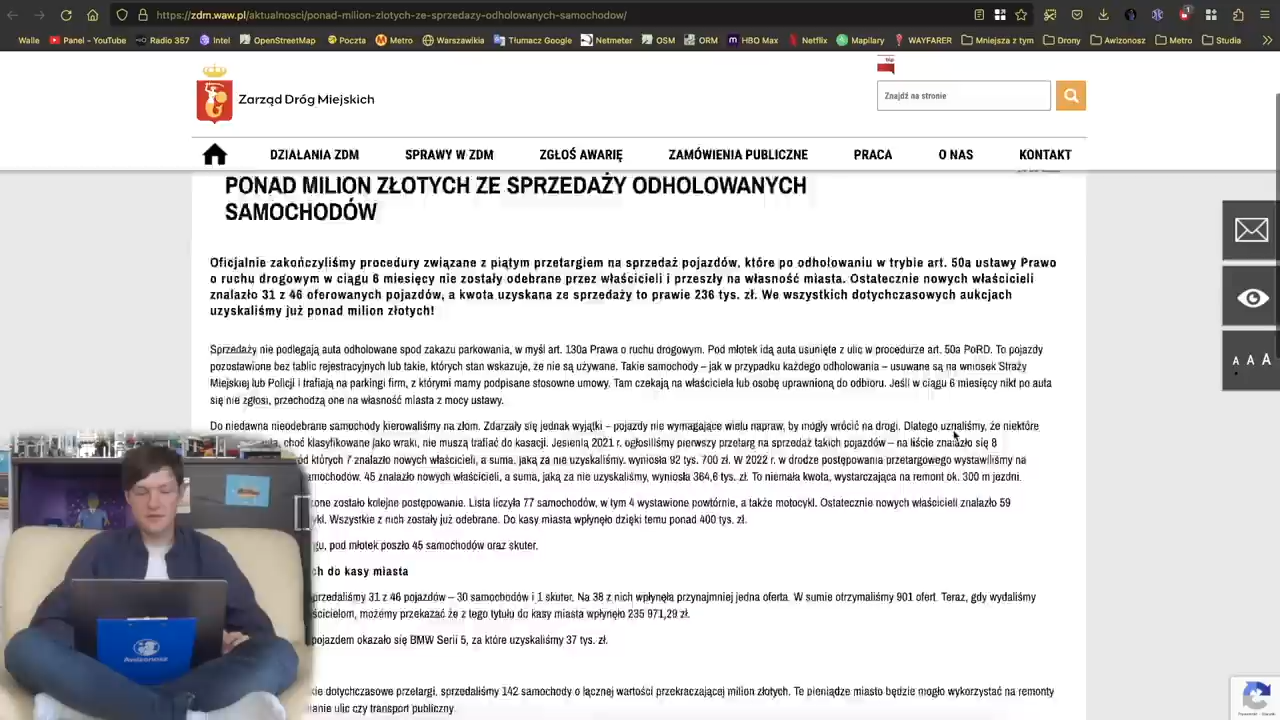 https://zdm.waw.pl/aktualnosci/ponad-milion-zlotych-ze-sprzedazy-odholowanych-samochodow/
Walle Panel - YouTube Radio 357 Intel OpenStreetMap Poczta Metro Warszawikia Tłumacz Google Netmeter OSM ORM HBO Max Netflix Mapilary WAYFARER Mniejsza z tym Drony Awizonosz Metro Studia
Zarząd Dróg Miejskich
Znajdź na stronie
DZIAŁANIA ZDM SPRAWY W ZDM ZGŁOŚ AWARIĘ ZAMÓWIENIA PUBLICZNE PRACA O NAS KONTAKT
PONAD MILION ZŁOTYCH ZE SPRZEDAŻY ODHOLOWANYCH
SAMOCHODÓW
Oficjalnie zakończyliśmy procedury związane z piątym przetargiem na sprzedaż pojazdów, które po odholowaniu w trybie art. 50a ustawy Prawo
o ruchu drogowym w ciągu 6 miesięcy nie zostały odebrane przez właścicieli i przeszły na własność miasta. Ostatecznie nowych właścicieli
znalazło 31 z 46 oferowanych pojazdów, a kwota uzyskana ze sprzedaży to prawie 236 tys. zł. We wszystkich dotychczasowych aukcjach
uzyskaliśmy już ponad milion złotych!
Sprzedaży nie podlegają auta odholowane spod zakazu parkowania, w myśl art. 130a Prawa o ruchu drogowym. Pod młotek idą auta usunięte z ulic w procedurze art. 50a PoRD. To pojazdy
pozostawione bez tablic rejestracyjnych lub takie, których stan wskazuje, że nie są używane. Takie samochody – jak w przypadku każdego odholowania – usuwane są na wniosek Straży
Miejskiej lub Policji i trafiają na parkingi firm, z którymi mamy podpisane stosowne umowy. Tam czekają na właściciela lub osobę uprawnioną do odbioru. Jeśli w ciągu 6 miesięcy nikt po auta
się nie zgłosi, przechodzą one na własność miasta z mocy ustawy.
Do niedawna nieodebrane samochody kierowaliśmy na złom. Zdarzały się jednak wyjątki – pojazdy nie wymagające wielu napraw, by mogły wrócić na drogi. Dlatego uznaliśmy, że niektóre
choć klasyfikowane jako wraki, nie muszą trafiać do kasacji. Jesienią 2021 r. ogłosiliśmy pierwszy przetarg na sprzedaż takich pojazdów – na liście znalazło się 8
których 7 znalazło nowych właścicieli, a suma, jaką za nie uzyskaliśmy, wyniosła 92 tys. 700 zł. W 2022 r. w drodze postępowania przetargowego wystawiliśmy na
samochodów. 45 znalazło nowych właścicieli, a suma, jaką za nie uzyskaliśmy, wyniosła 364,6 tys. zł. To niemała kwota, wystarczająca na remont ok. 300 m jezdni.
zone zostało kolejne postępowanie. Lista liczyła 77 samochodów, w tym 4 wystawione powtórnie, a także motocykl. Ostatecznie nowych właścicieli znalazło 59
ykl. Wszystkie z nich zostały już odebrane. Do kasy miasta wpłynęło dzięki temu ponad 400 tys. zł.
gu, pod młotek poszło 45 samochodów oraz skuter.
ch do kasy miasta
przedaliśmy 31 z 46 pojazdów – 30 samochodów i 1 skuter. Na 38 z nich wpłynęła przynajmniej jedna oferta. W sumie otrzymaliśmy 901 ofert. Teraz, gdy wydaliśmy
ścicielom, możemy przekazać że z tego tytułu do kasy miasta wpłynęło 235 971,29 zł.
pojazdem okazało się BMW Serii 5, za które uzyskaliśmy 37 tys. zł.
kie dotychczasowe przetargi, sprzedaliśmy 142 samochody o łącznej wartości przekraczającej milion złotych. Te pieniądze miasto będzie mogło wykorzystać na remonty
anie ulic czy transport publiczny.
A A A
Awizonosz